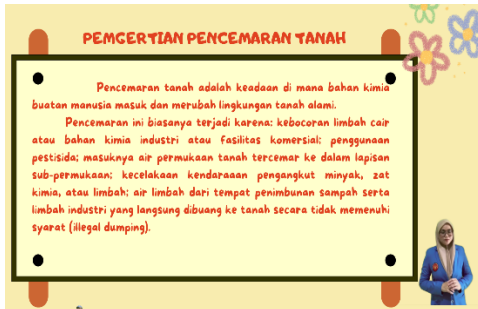 PEMGERTIAN PENCEMARAN TANAH
Pencemaran tanah adalah keadaan di mana bahan kimia
buatan manusia masuk dan merubah lingkungan tanah alami.
Pencemaran ini biasanya terjadi karena: kebocoran limbah cair
atau bahan kimia industri atau fasilitas komersial; penggunaan
pestisida; masuknya air permukaan tanah tercemar ke dalam lapisan
sub-permukaan; kecelakaan kendaraaan pengangkut minyak, zat
kimia, atau limbah; air limbah dari tempat penimbunan sampah serta
limbah industri yang langsung dibuang ke tanah secara tidak memenuhi
syarat (illegal dumping).